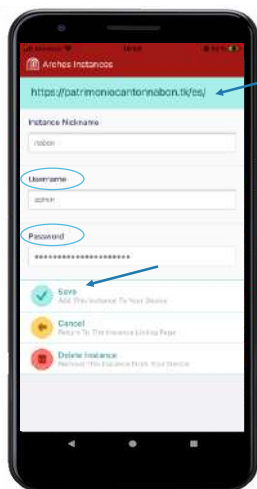 Arches Instances
https://patrimoniocantonnabon.tk/es/
Instance Nickname
nabon
Username
admin
Password
Save
Add This Instance To Your Device
Cancel
Return To The Instance Linking Page
Delete Instance
Remove This Instance From Your Device